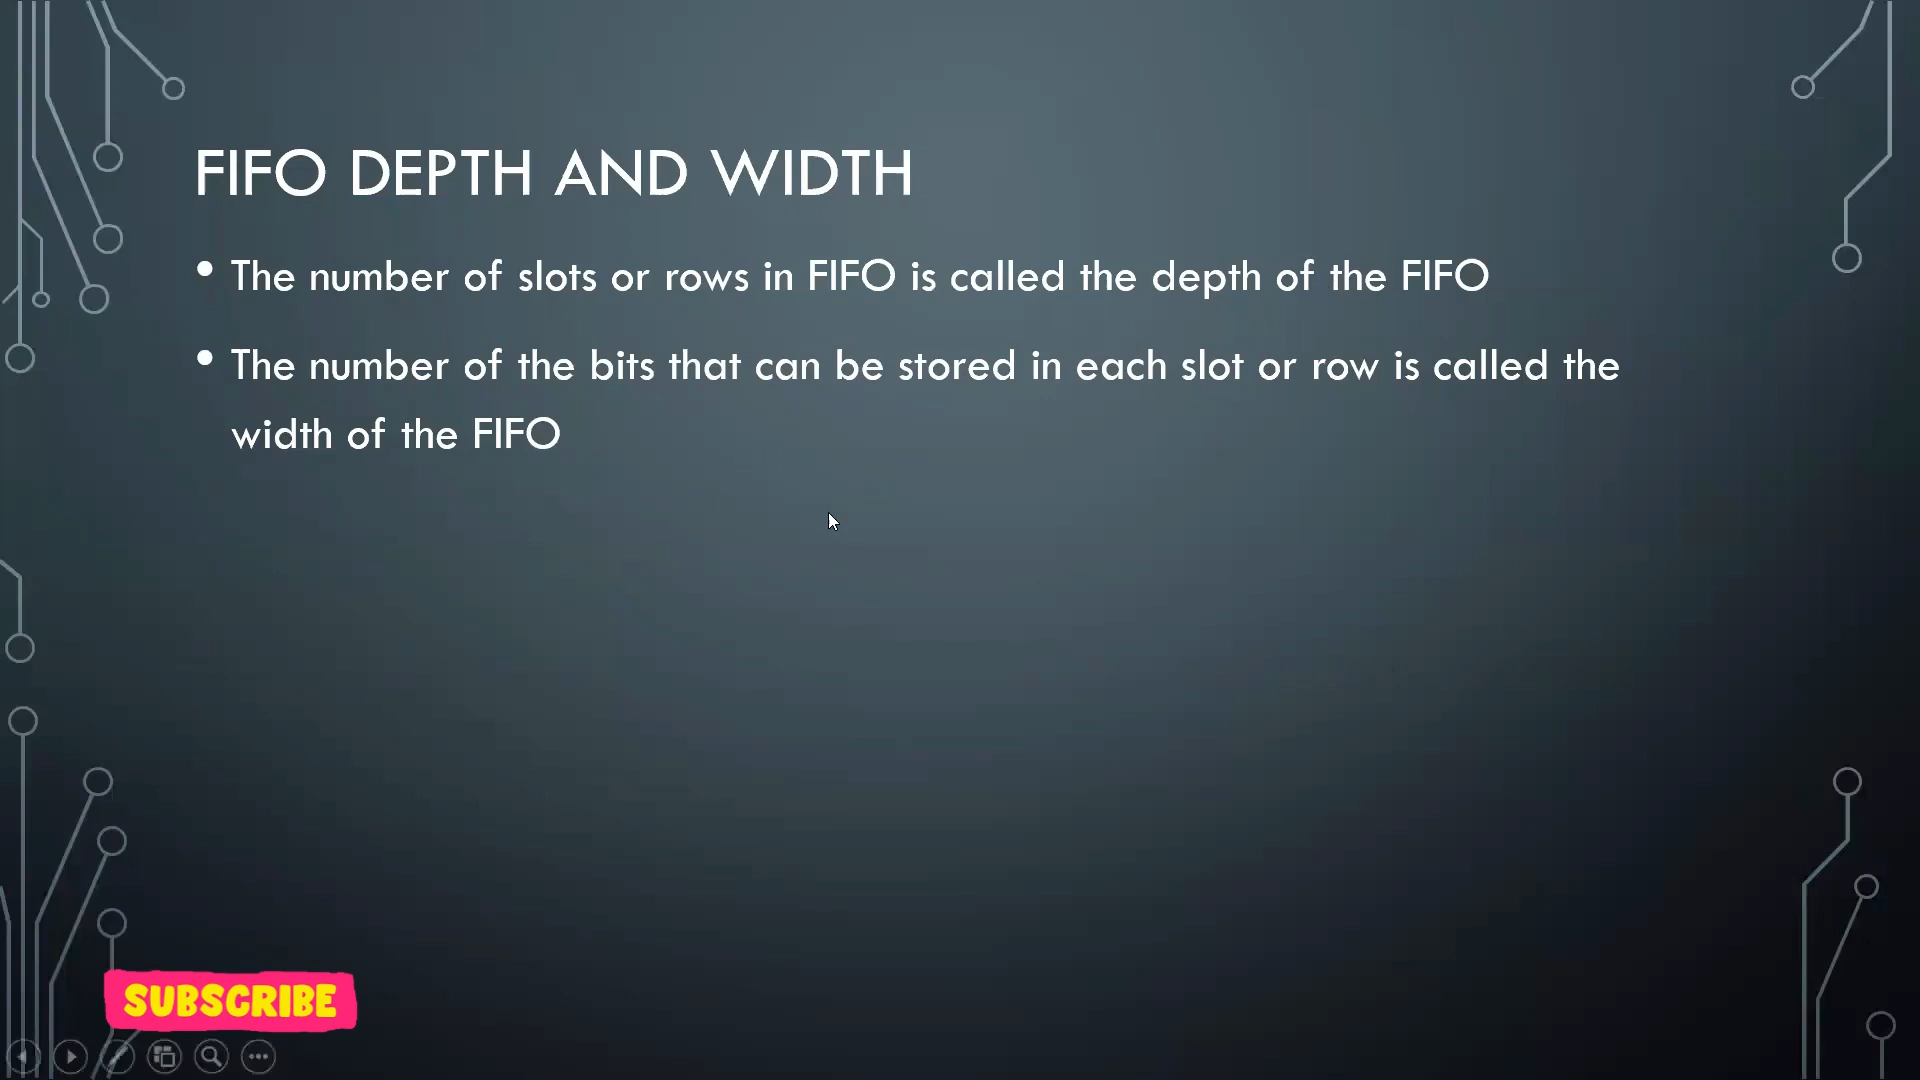 FIFO DEPTH AND WIDTH
• The number of slots or rows in FIFO is called the depth of the FIFO
• The number of the bits that can be stored in each slot or row is called the
width of the FIFO
SUBSCRIBE